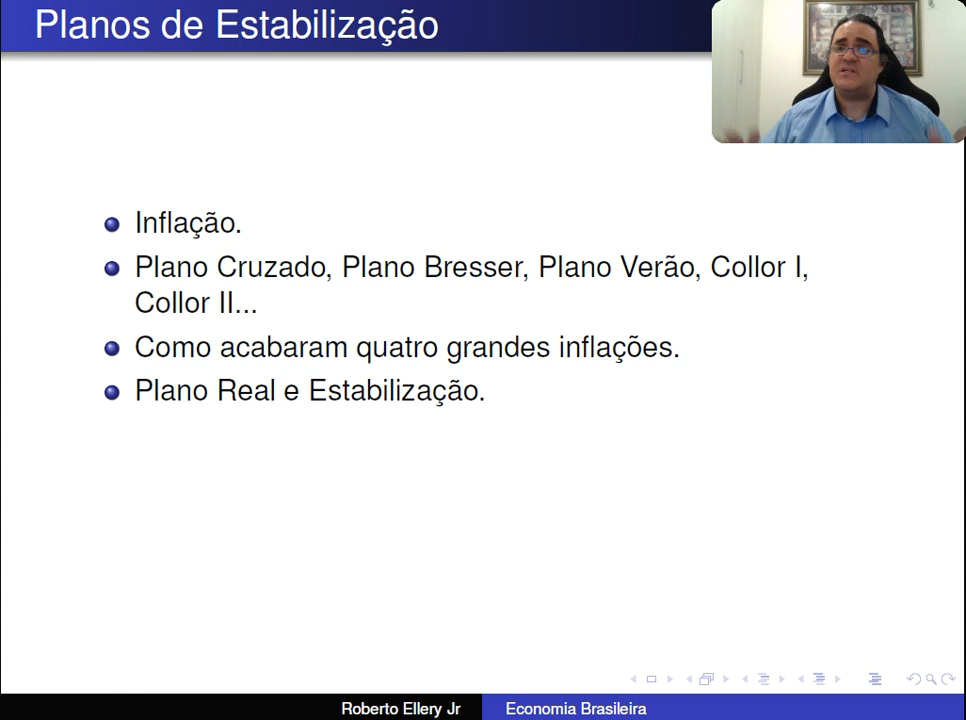 Planos de Estabilização
Inflação.
Plano Cruzado, Plano Bresser, Plano Verão, Collor I,
Collor II...
Como acabaram quatro grandes inflações.
Plano Real e Estabilização.
Roberto Ellery Jr
Economia Brasileira